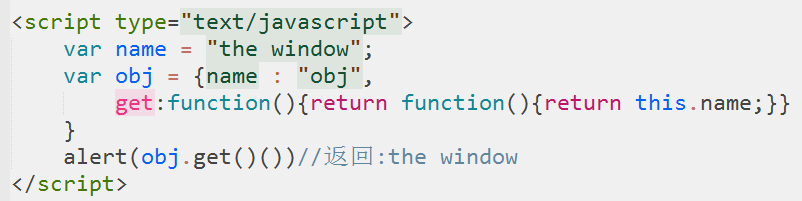 <script type="text/javascript">
var name = "the window";
var obj = {name : "obj",
get:function(){return function(){return this.name;}}
}
alert(obj.get()())//返回:the window
</script>